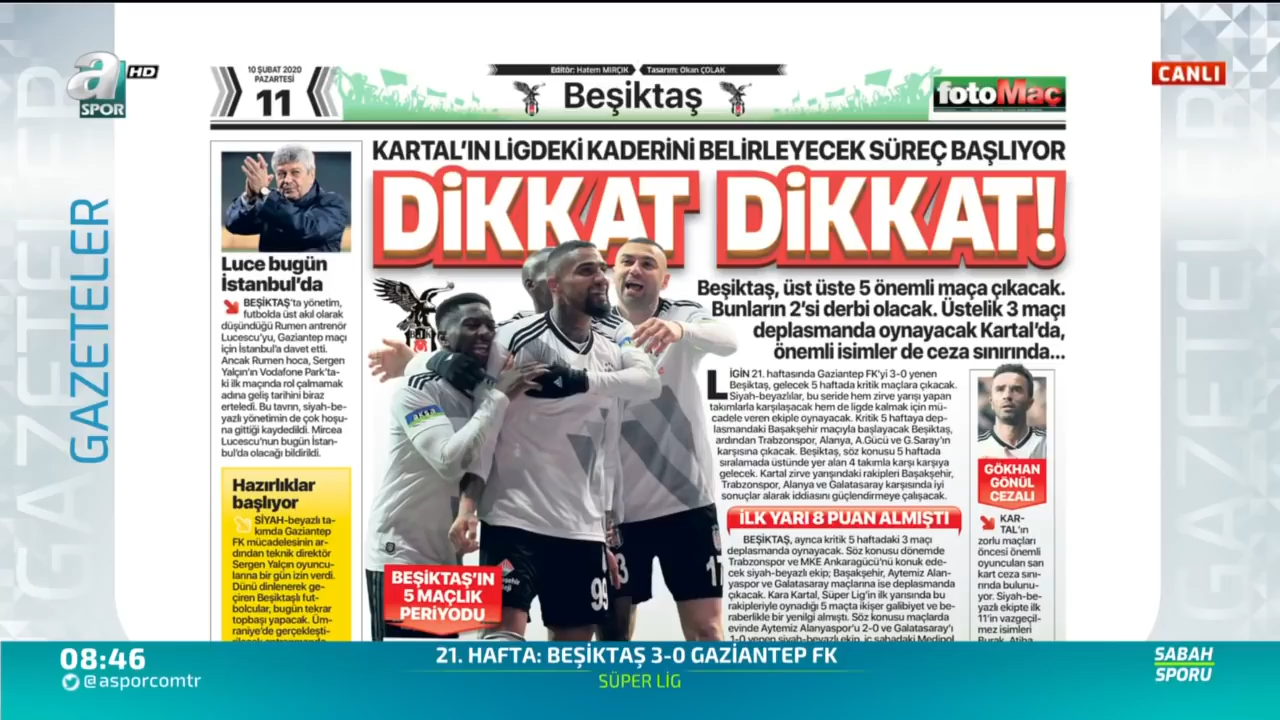 a
SPOR
HD
CANLI
GAZETELER
GAZETELER
GAZETELER
10 ŞUBAT 2020
PAZARTESİ
11
Editör: Hatem MIRÇIK
Tasarım: Okan ÇOLAK
Beşiktaş
fotoMaç
KARTAL'IN LİGDEKİ KADERİNİ BELİRLEYECEK SÜREÇ BAŞLIYOR
DİKKAT DİKKAT!
Beşiktaş, üst üste 5 önemli maça çıkacak.
Bunların 2'si derbi olacak. Üstelik 3 maçı
deplasmanda oynayacak Kartal'da,
önemli isimler de ceza sınırında...
Luce bugün
İstanbul'da
BEŞİKTAŞ'ta yönetim,
futbolda üst akıl olarak
düşündüğü Rumen antrenör
Lucescu'yu, Gaziantep maçı
için İstanbul'a davet etti.
Ancak Rumen hoca, Sergen
Yalçın'ın Vodafone Park'ta-
ki ilk maçında rol çalmamak
adına geliş tarihini biraz
erteledi. Bu tavrın, siyah-be-
yazlı yönetimin de çok hoşu-
na gittiği kaydedildi. Mircea
Lucescu'nun bugün İstan-
bul'da olacağı bildirildi.
Hazırlıklar
başlıyor
SİYAH-beyazlı ta-
kımda Gaziantep
FK mücadelesinin ar-
dından teknik direktör
Sergen Yalçın oyuncu-
larına bir gün izin verdi.
Dünü dinlenerek ge-
çiren Beşiktaşlı fut-
bolcular, bugün tekrar
topbaşı yapacak. Üm-
raniye'de gerçekleşti-
aksa
99
BEŞİKTAŞ'IN
5 MAÇLIK
PERİYODU
LİGİN 21. haftasında Gaziantep FK'yi 3-0 yenen
Beşiktaş, gelecek 5 haftada kritik maçlara çıkacak.
Siyah-beyazlılar, bu seride hem zirve yarışı yapan
takımlarla karşılaşacak hem de ligde kalmak için mü-
cadele veren ekiple oynayacak. Kritik 5 haftaya dep-
lasmandaki Başakşehir maçıyla başlayacak Beşiktaş,
ardından Trabzonspor, Alanya, A.Gücü ve G.Saray'ın
karşısına çıkacak. Beşiktaş, söz konusu 5 haftada
sıralamada üstünde yer alan 4 takımla karşı karşıya
gelecek. Kartal zirve yarışındaki rakipleri Başakşehir,
Trabzonspor, Alanya ve Galatasaray karşısında iyi
sonuçlar alarak iddiasını güçlendirmeye çalışacak.
İLK YARI 8 PUAN ALMIŞTI
BEŞİKTAŞ, ayrıca kritik 5 haftadaki 3 maçı
deplasmanda oynayacak. Söz konusu dönemde
Trabzonspor ve MKE Ankaragücü'nü konuk ede-
cek siyah-beyazlı ekip; Başakşehir, Aytemiz Alan-
yaspor ve Galatasaray maçlarına ise deplasmanda
çıkacak. Kara Kartal, Süper Lig'in ilk yarısında bu
rakipleriyle oynadığı 5 maçta ikişer galibiyet ve be-
raberlikle bir yenilgi almıştı. Söz konusu maçlarda
evinde Aytemiz Alanyaspor'u 2-0 ve Galatasaray'ı
1-0 yenen siyah-beyazlı ekip, iç sahadaki Medipol
GÖKHAN
GÖNÜL
CEZALI
KAR-
TAL'ın
zorlu maçları
öncesi önemli
oyuncuları sarı
kart ceza sını-
rında bulunu-
yor. Siyah-be-
yazlı ekipte ilk
11'in vazgeçil-
mez isimleri
Burak, Atiba,
08:46
@asporcomtr
21. HAFTA: BEŞİKTAŞ 3-0 GAZİANTEP FK
SÜPER LİG
SABAH
SPORU